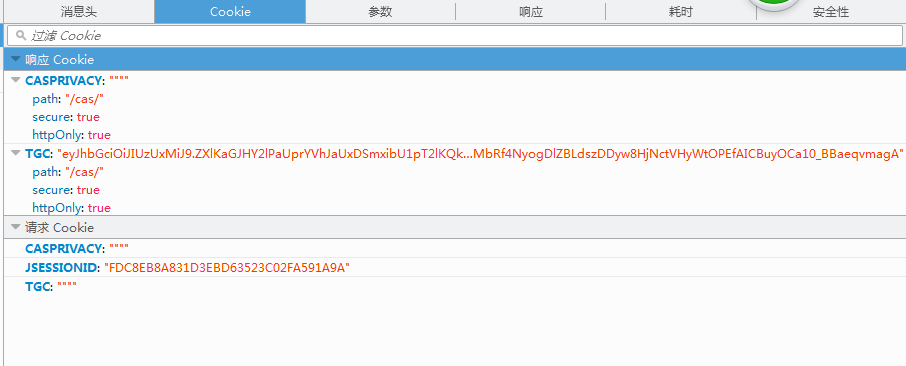 消息头 Cookie 参数 响应 耗时 安全性
过滤 Cookie
响应 Cookie
CASPRIVACY: """"
path: "/cas/"
secure: true
httpOnly: true
TGC: "eyJhbGciOiJIUzUxMiJ9.ZXlKaGJHY2lPaUprYVhJaUxDSmxibU1pT2lKQk...MbRf4NyogDlZBLdszDDyw8HjNctVHyWtOPEfAICBuyOCa10_BBaeqvmagA"
path: "/cas/"
secure: true
httpOnly: true
请求 Cookie
CASPRIVACY: """"
JSESSIONID: "FDC8EB8A831D3EBD63523C02FA591A9A"
TGC: """"